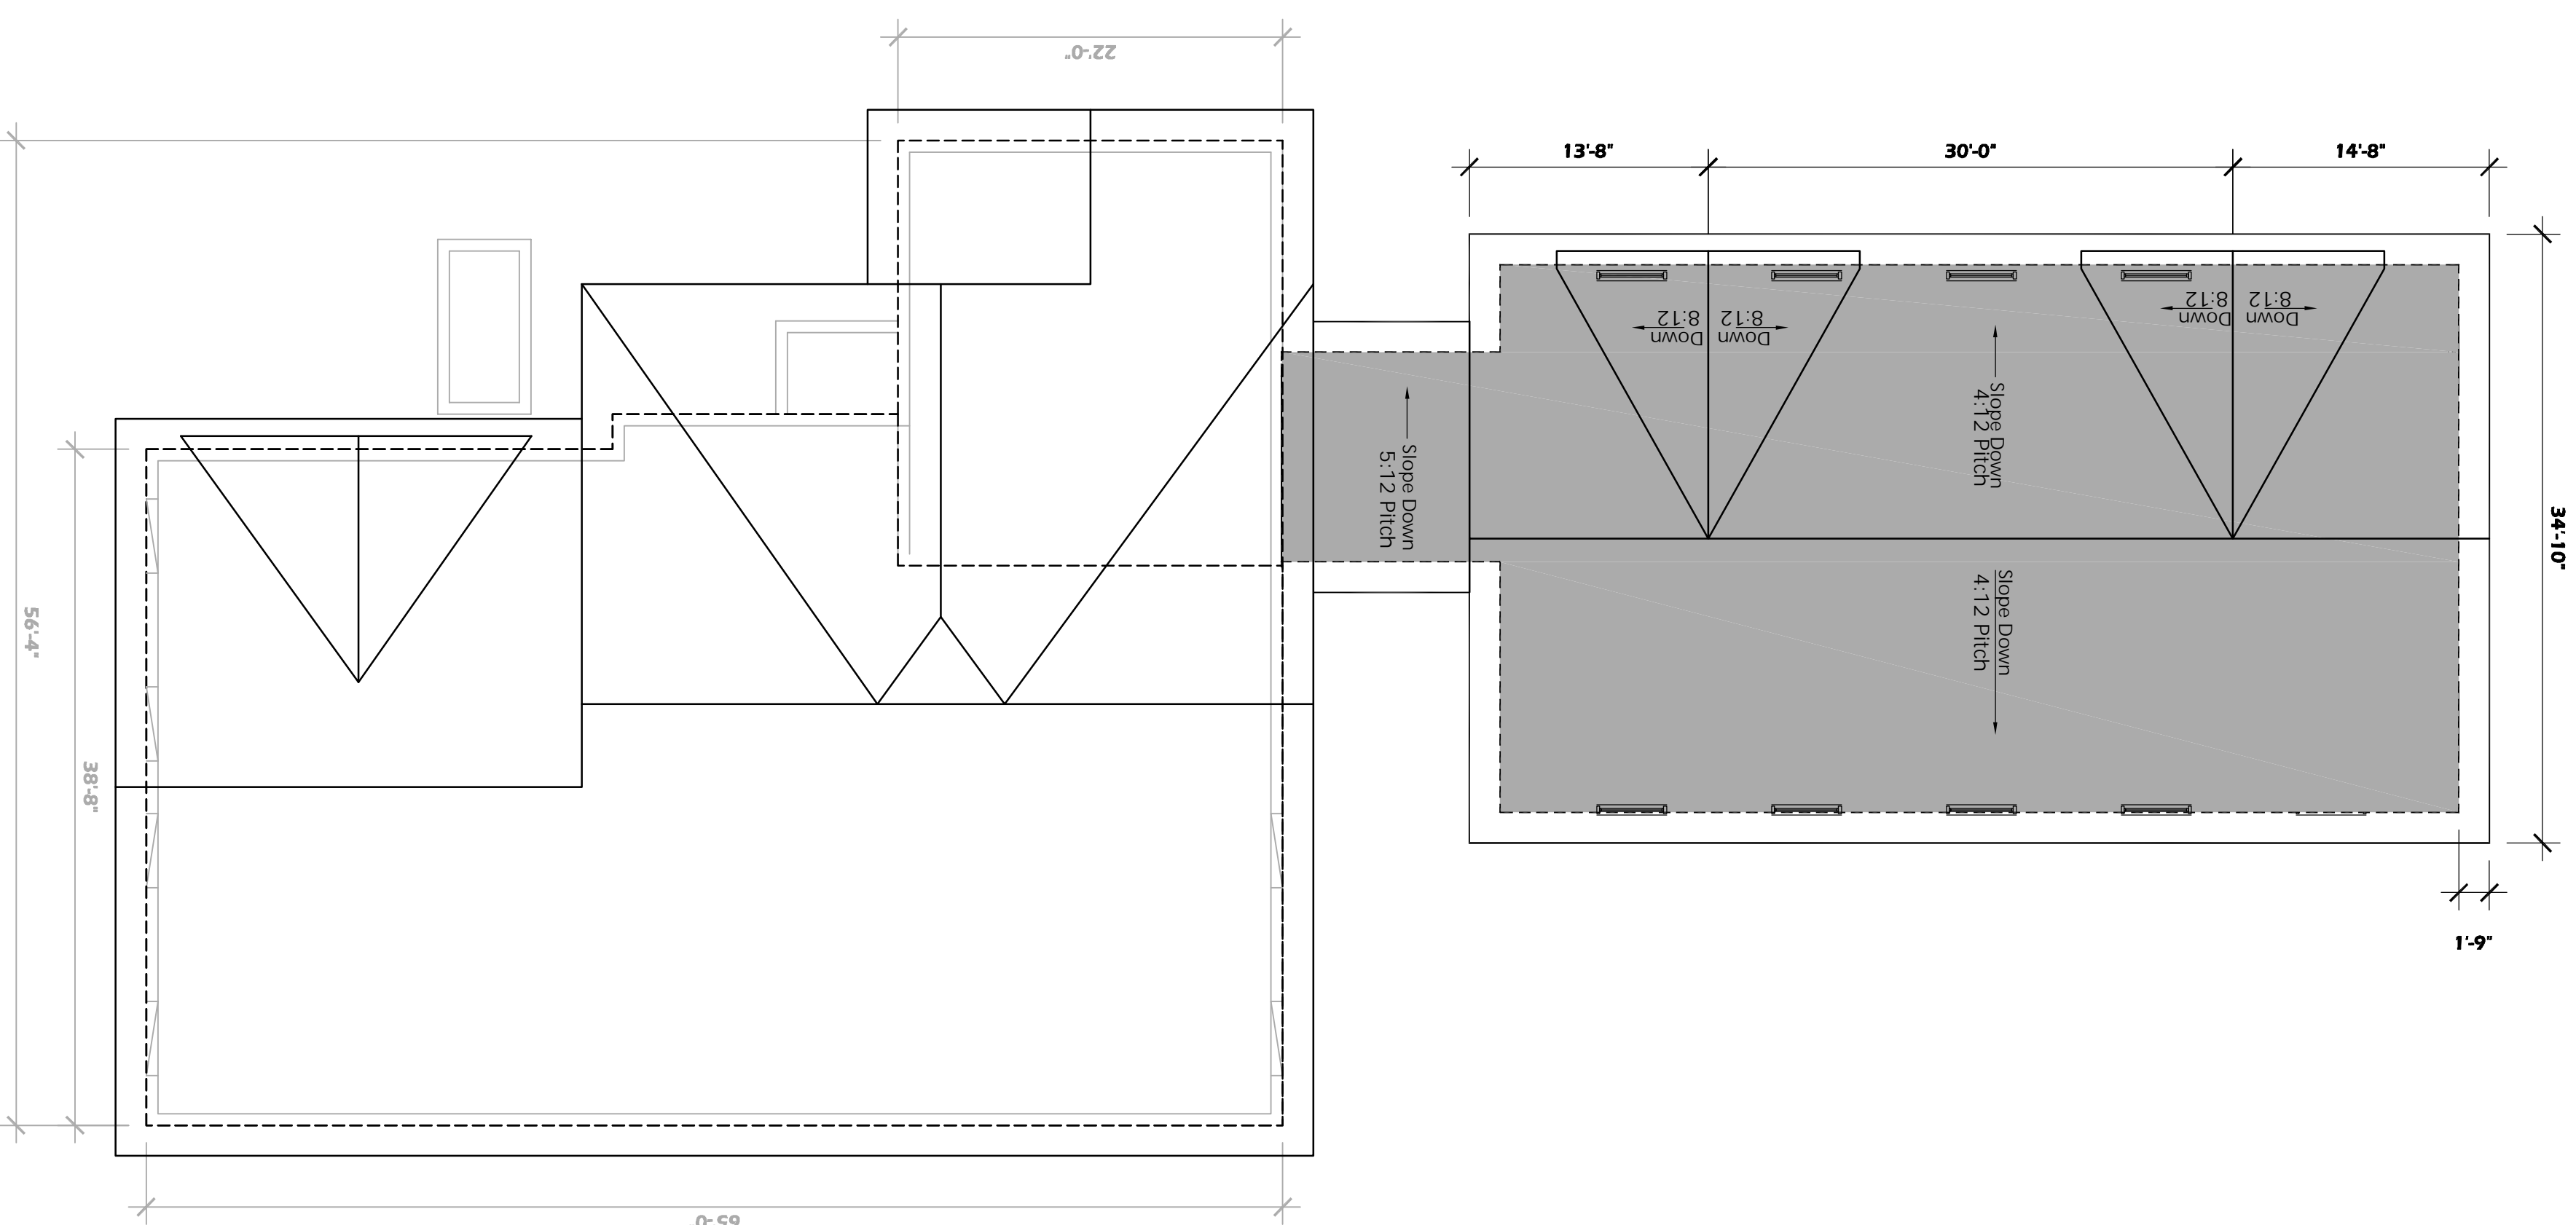 22'-0"
13'-8"
30'-0"
14'-8"
8:12
Down
8:12
Down
8:12
Down
8:12
Down
Slope Down
4:12 Pitch
Slope Down
5:12 Pitch
34'-10"
Slope Down
4:12 Pitch
56'-4"
38'-8"
1'-9"
65'-0"